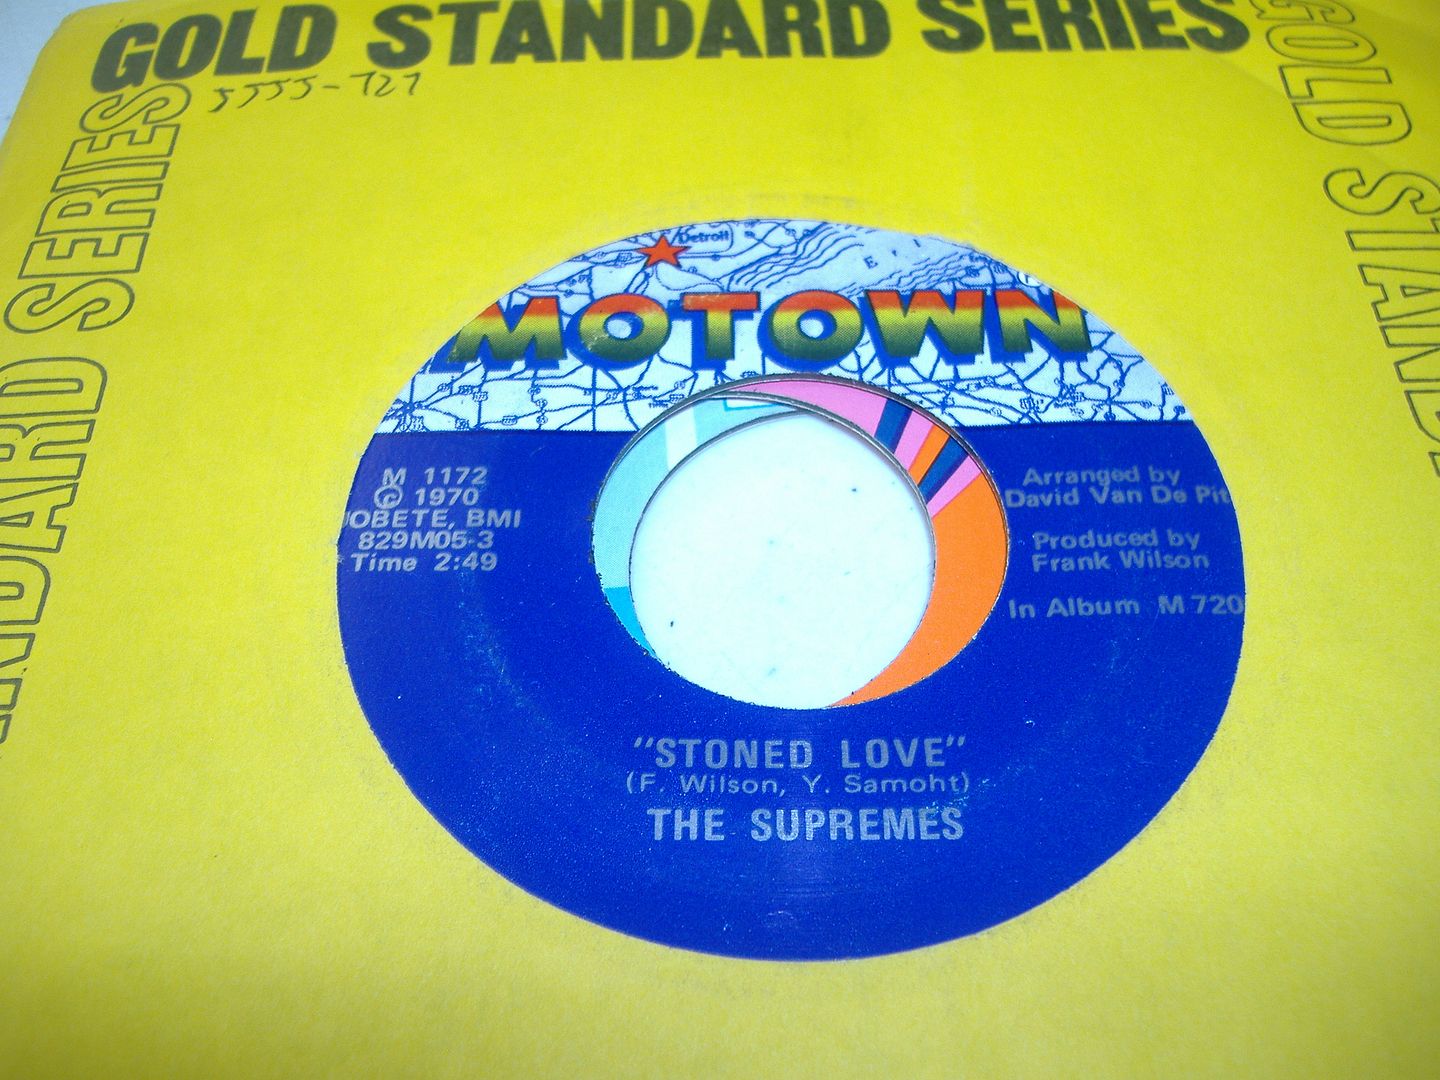 GOLD STANDARD SERIES
5555-727
GOLD STAND
DARD SERIES
Detroit
E
MOTOWN
M 1172
© 1970
JOBETE, BMI
829M05-3
Time 2:49
Arranged by
David Van De Pit
Produced by
Frank Wilson
In Album M 720
"STONED LOVE"
(F. Wilson, Y. Samoht)
THE SUPREMES